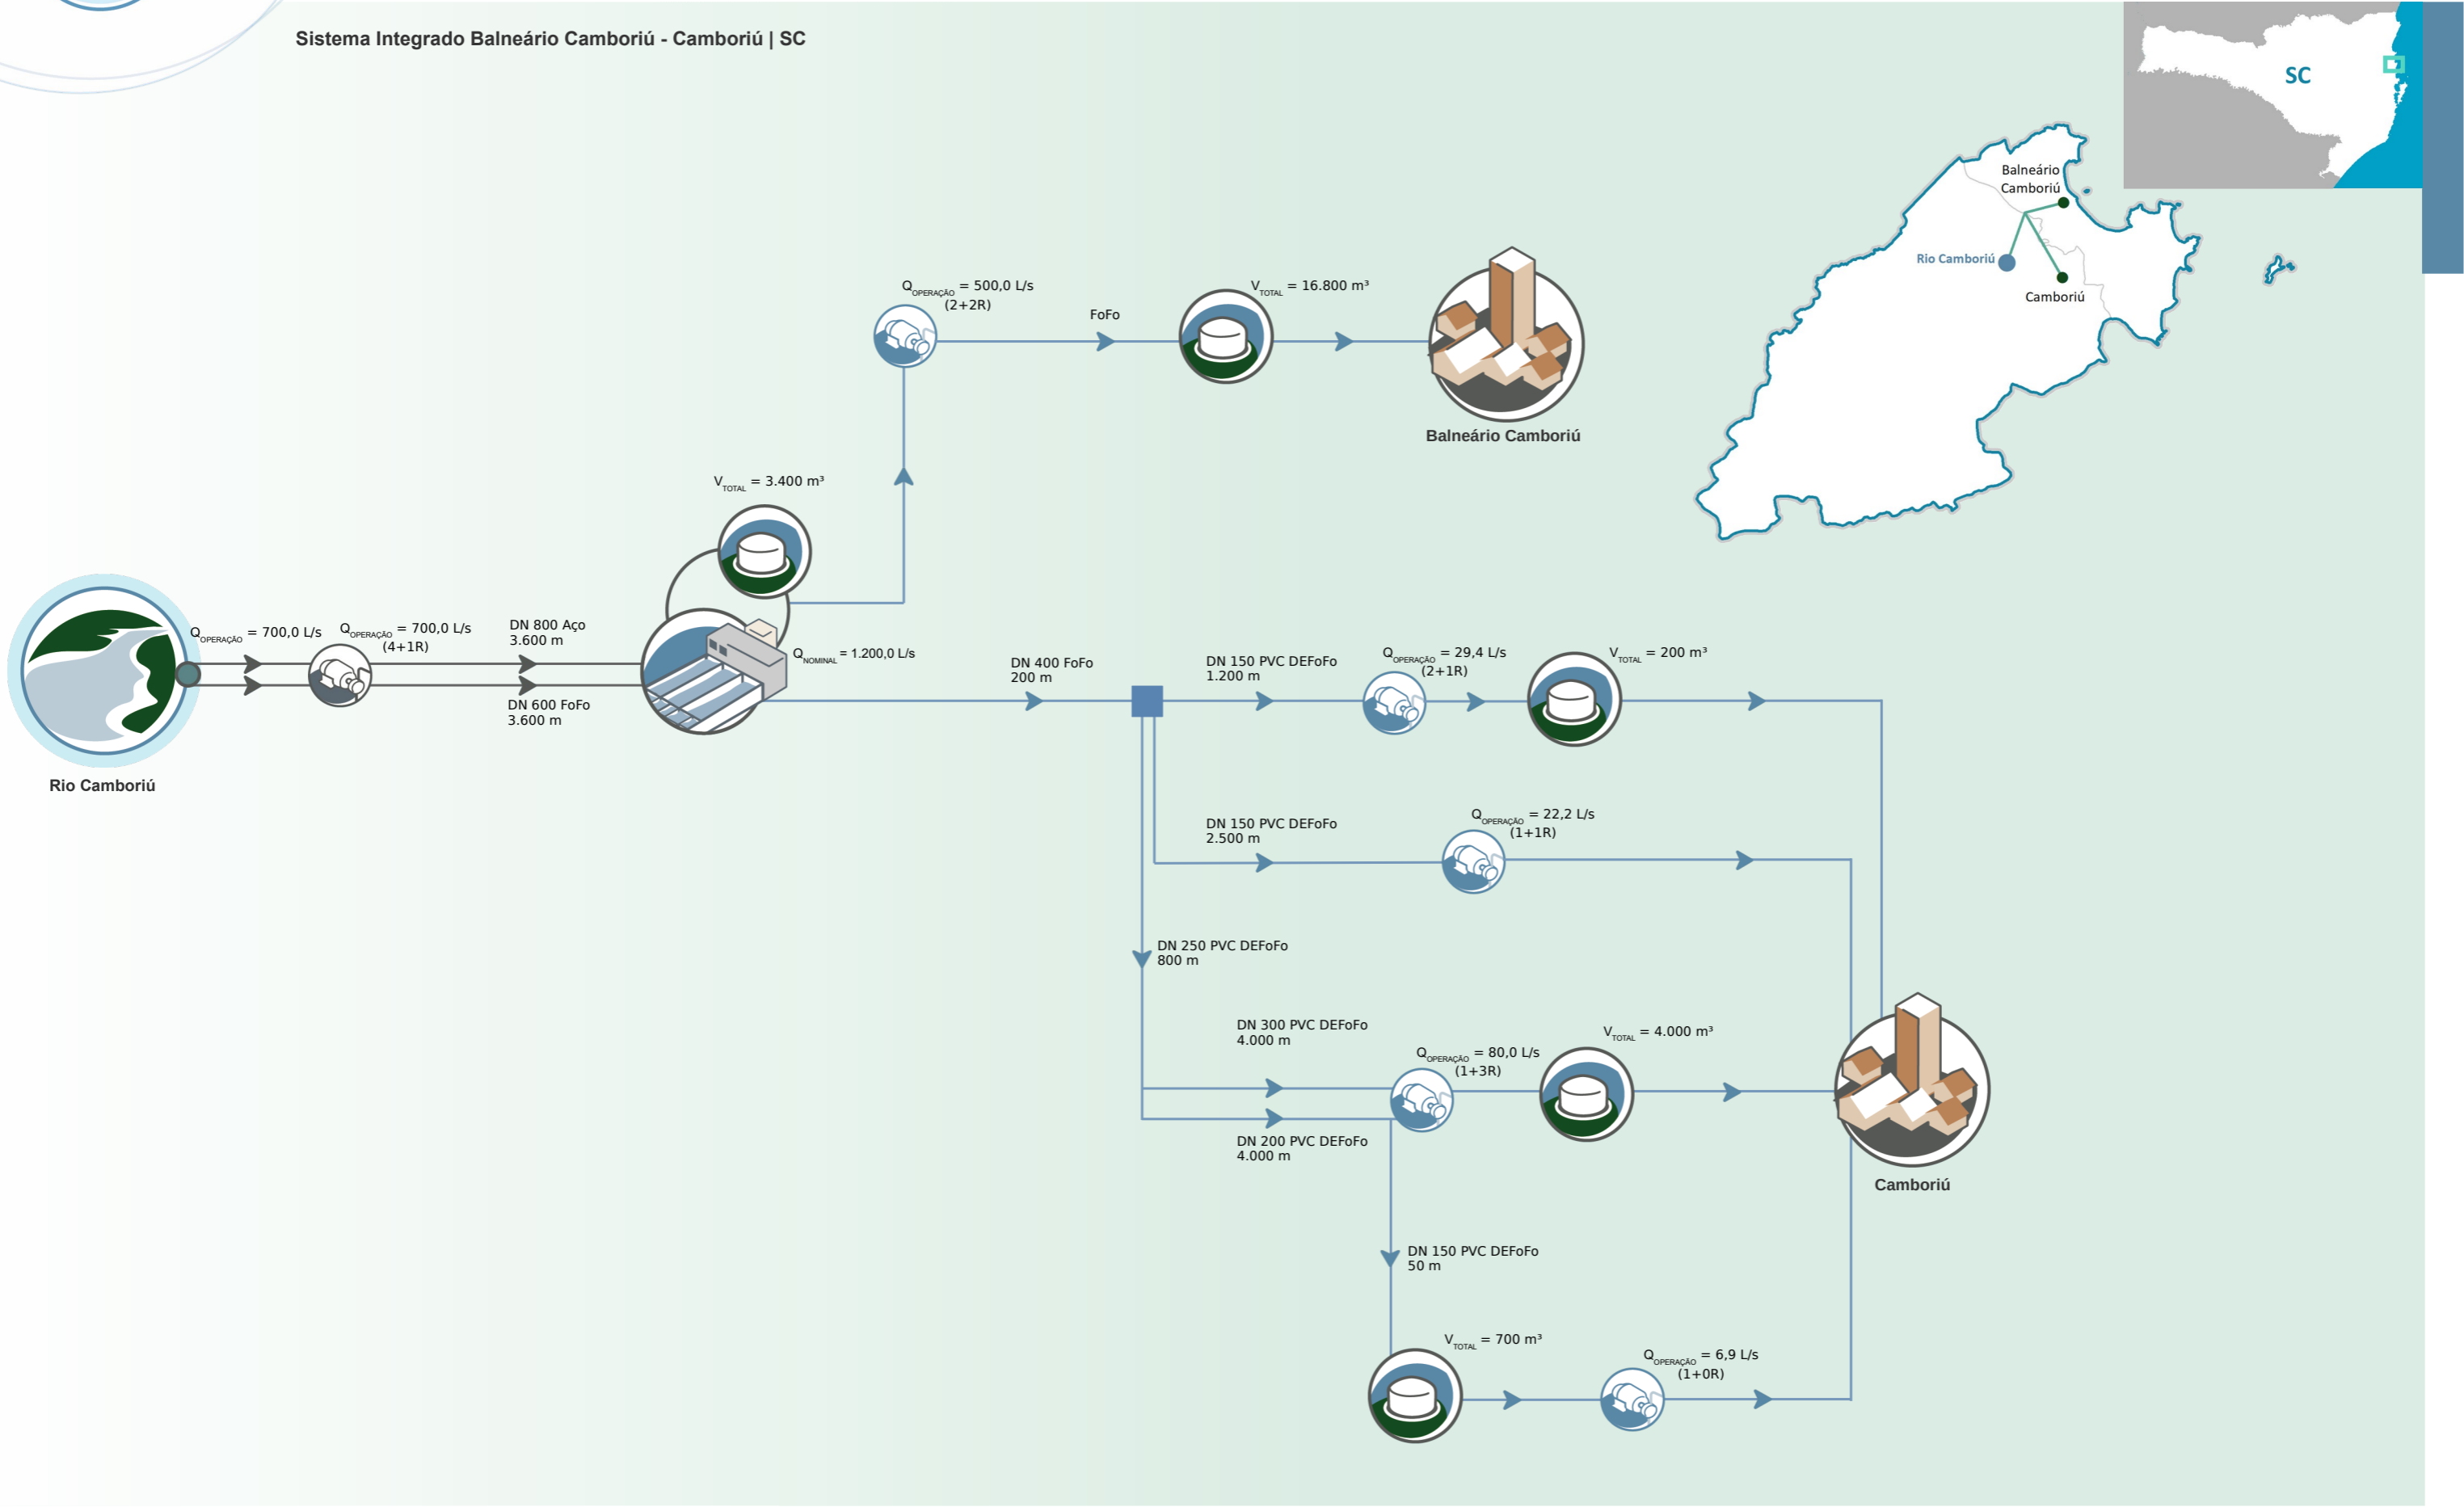 Sistema Integrado Balneário Camboriú - Camboriú | SC
SC
Balneário
Camboriú
Rio Camboriú
Camboriú
QOPERAÇÃO = 500,0 L/s
(2+2R)
FoFo
VTOTAL = 16.800 m³
Balneário Camboriú
VTOTAL = 3.400 m³
QOPERAÇÃO = 700,0 L/s
QOPERAÇÃO = 700,0 L/s
(4+1R)
DN 800 Aço
3.600 m
DN 600 FoFo
3.600 m
Rio Camboriú
QNOMINAL = 1.200,0 L/s
DN 400 FoFo
200 m
DN 150 PVC DEFoFo
1.200 m
QOPERAÇÃO = 29,4 L/s
(2+1R)
VTOTAL = 200 m³
DN 150 PVC DEFoFo
2.500 m
QOPERAÇÃO = 22,2 L/s
(1+1R)
DN 250 PVC DEFoFo
800 m
DN 300 PVC DEFoFo
4.000 m
QOPERAÇÃO = 80,0 L/s
(1+3R)
VTOTAL = 4.000 m³
DN 200 PVC DEFoFo
4.000 m
Camboriú
DN 150 PVC DEFoFo
50 m
VTOTAL = 700 m³
QOPERAÇÃO = 6,9 L/s
(1+0R)